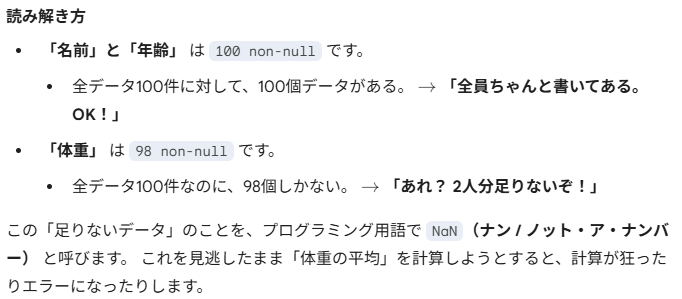 読み解き方
• 「名前」と「年齢」 は 100 non-null です。
• 全データ100件に対して、100個データがある。 → 「全員ちゃんと書いてある。
OK！」
• 「体重」 は 98 non-null です。
• 全データ100件なのに、98個しかない。 → 「あれ？ 2人分足りないぞ！」
この「足りないデータ」のことを、プログラミング用語で NaN（ナン / ノット・ア・ナンバ
ー） と呼びます。 これを見逃したまま「体重の平均」を計算しようとすると、計算が狂った
りエラーになったりします。